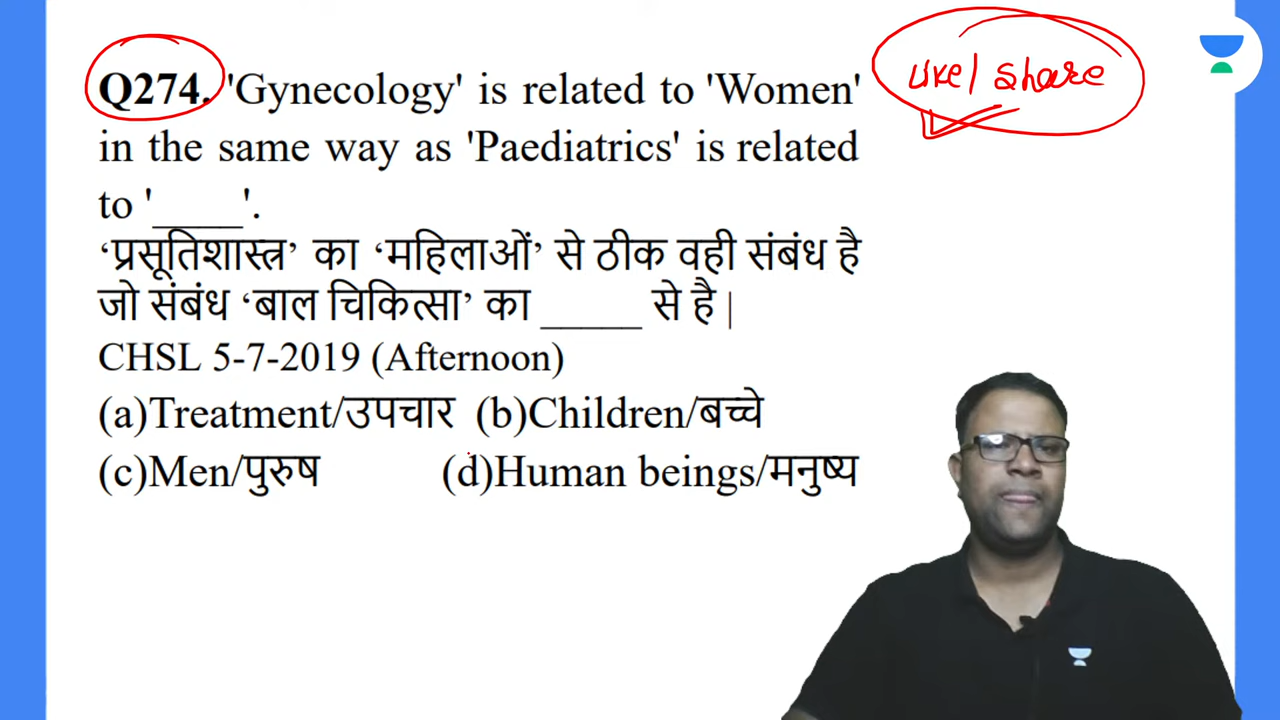 Q274. 'Gynecology' is related to 'Women'
in the same way as 'Paediatrics' is related
to '____'.
‘प्रसूतिशास्त्र’ का ‘महिलाओं’ से ठीक वही संबंध है
जो संबंध ‘बाल चिकित्सा’ का _____ से है |
CHSL 5-7-2019 (Afternoon)
(a)Treatment/उपचार (b)Children/बच्चे
(c)Men/पुरुष (d)Human beings/मनुष्य
like/ share